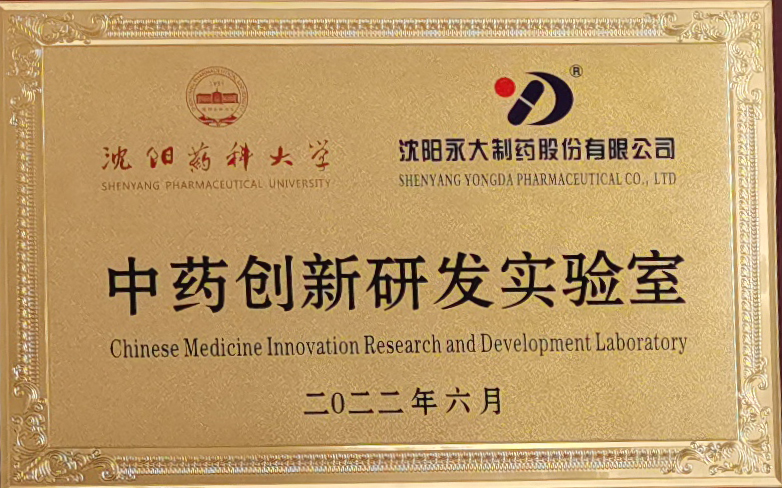 沈阳药科大学
SHENYANG PHARMACEUTICAL UNIVERSITY
®
沈阳永大制药股份有限公司
SHENYANG YONGDA PHARMACEUTICAL CO., LTD
中药创新研发实验室
Chinese Medicine Innovation Research and Development Laboratory
二〇二二年六月